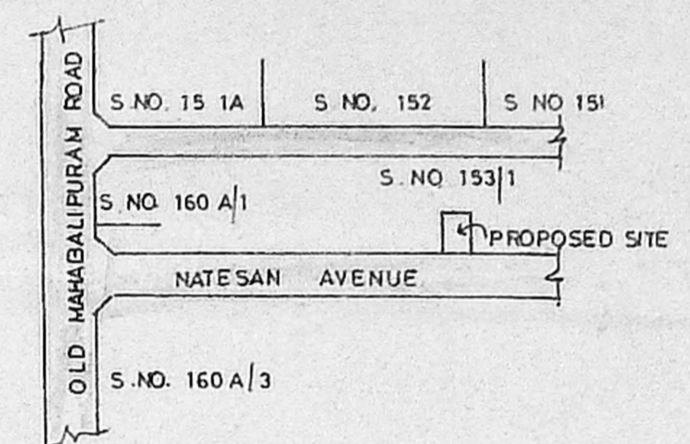 OLD MAHABALIPURAM ROAD
S.NO. 15 1A
S NO. 152
S NO 151
S.NO 153/1
S.NO. 160 A/1
PROPOSED SITE
NATESAN AVENUE
S.NO. 160 A/3